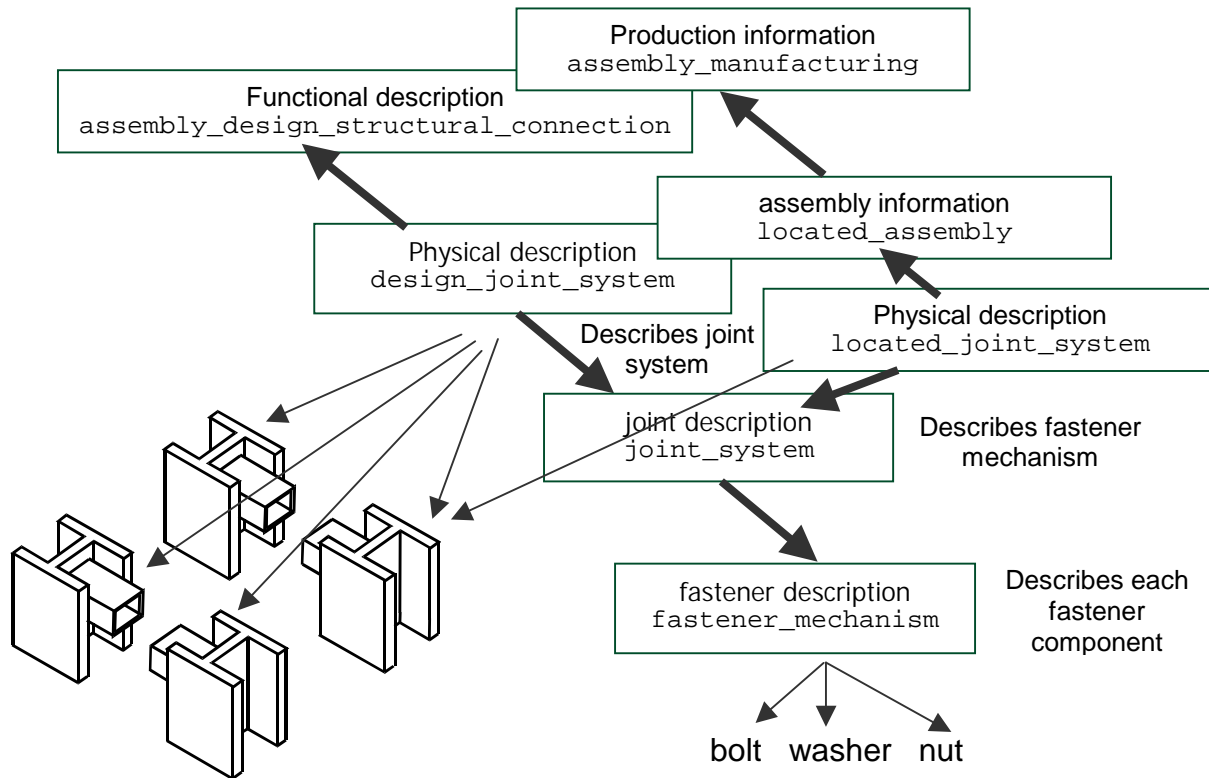 Production information
assembly_manufacturing
Functional description
assembly_design_structural_connection
assembly information
located_assembly
Physical description
design_joint_system
Physical description
located_joint_system
Describes joint
system
joint description
joint_system
Describes fastener
mechanism
fastener description
fastener_mechanism
Describes each
fastener
component
bolt washer nut